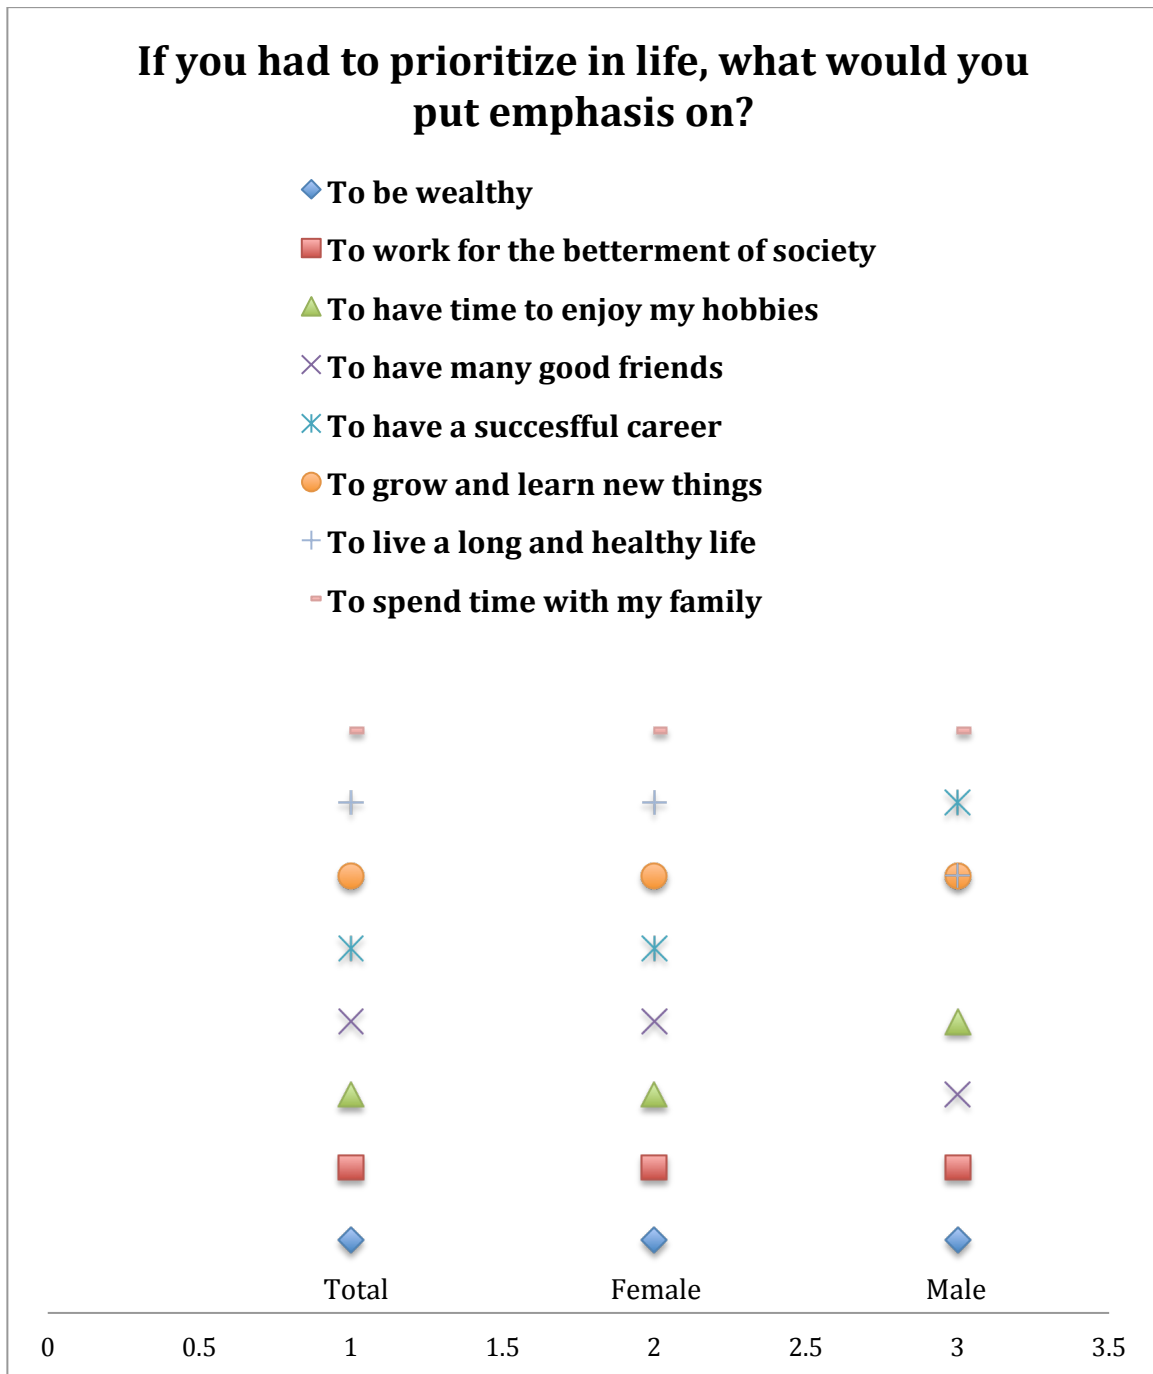 If you had to prioritize in life, what would you
put emphasis on?
To be wealthy
To work for the betterment of society
To have time to enjoy my hobbies
To have many good friends
To have a succesfful career
To grow and learn new things
To live a long and healthy life
To spend time with my family
Total Female Male
0 0.5 1 1.5 2 2.5 3 3.5